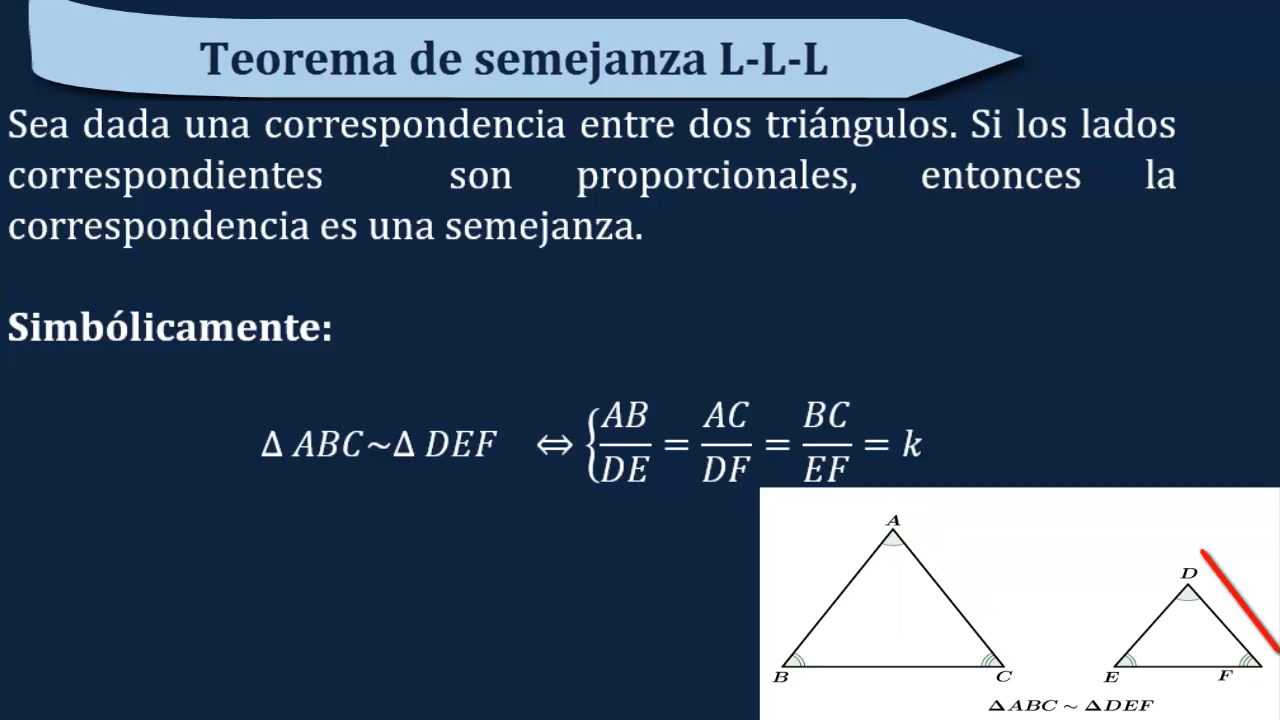 Teorema de semejanza L-L-L
Sea dada una correspondencia entre dos triángulos. Si los lados
correspondientes son proporcionales, entonces la
correspondencia es una semejanza.
Simbólicamente:
Δ ABC~Δ DEF ⇔ {AB/DE = AC/DF = BC/EF = k
A
D
B C E F
ΔABC ~ ΔDEF